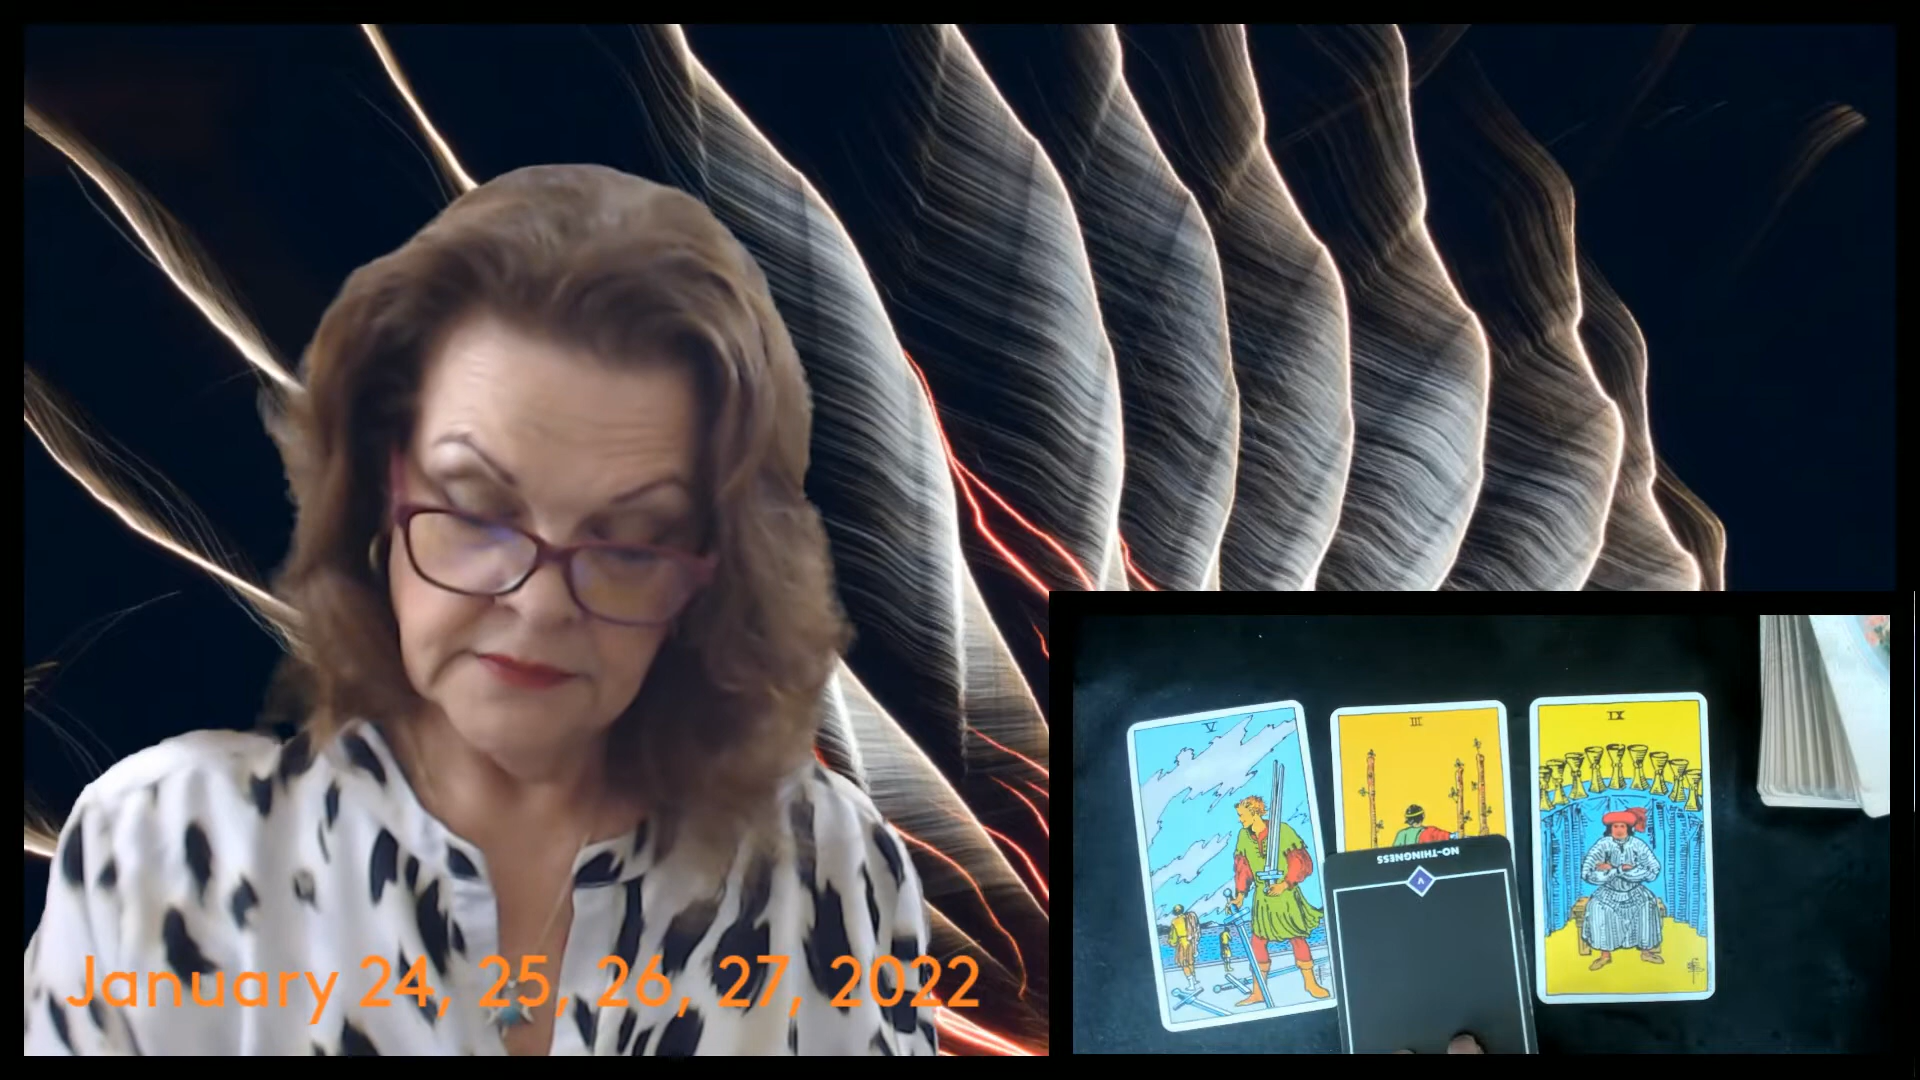 January 24, 25, 26, 27, 2022
V
III
IX
NO-THINGNESS
V